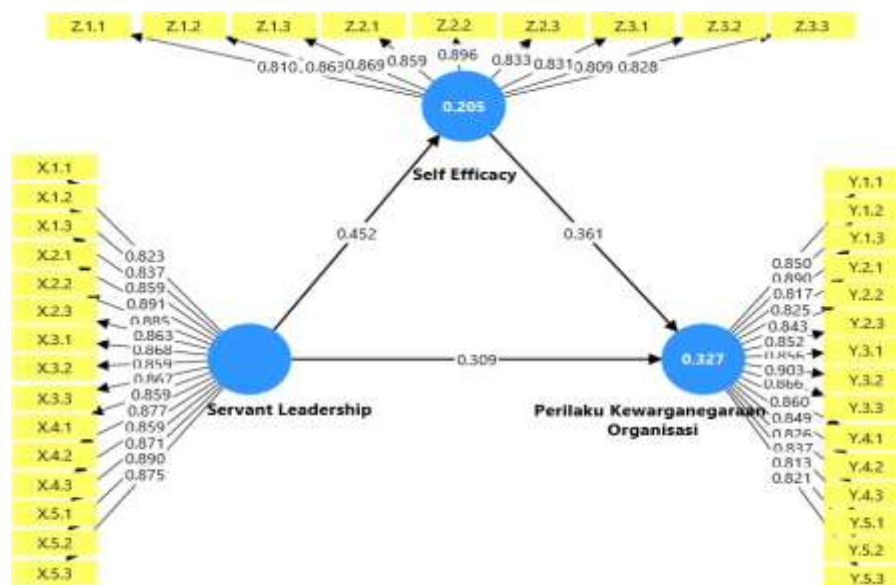 Z.1.1 Z.1.2 Z.1.3 Z.2.1 Z.2.2 Z.2.3 Z.3.1 Z.3.2 Z.3.3
0.810 0.863 0.869 0.859 0.896 0.833 0.831 0.809 0.828
0.205
Self Efficacy
X.1.1
X.1.2
X.1.3
X.2.1
X.2.2
X.2.3
X.3.1
X.3.2
X.3.3
X.4.1
X.4.2
X.4.3
X.5.1
X.5.2
X.5.3
0.823
0.837
0.859
0.891
0.885
0.863
0.868
0.859
0.867
0.859
0.877
0.859
0.871
0.890
0.875
Servant Leadership
0.452
0.361
0.309
0.327
Perilaku Kewarganegaraan
Organisasi
0.850
0.890
0.817
0.825
0.843
0.852
0.856
0.903
0.866
0.860
0.849
0.826
0.837
0.813
0.821
Y.1.1
Y.1.2
Y.1.3
Y.2.1
Y.2.2
Y.2.3
Y.3.1
Y.3.2
Y.3.3
Y.4.1
Y.4.2
Y.4.3
Y.5.1
Y.5.2
Y.5.3